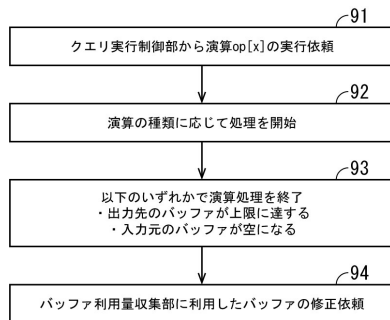 91
クエリ実行制御部から演算op[x]の実行依頼
92
演算の種類に応じて処理を開始
93
以下のいずれかで演算処理を終了
・出力先のバッファが上限に達する
・入力元のバッファが空になる
94
バッファ利用量収集部に利用したバッファの修正依頼